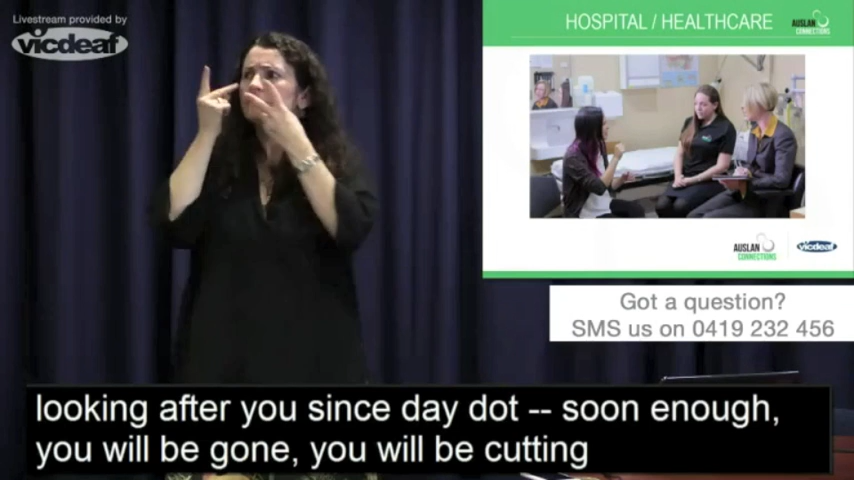 Livestream provided by
vicdeaf
HOSPITAL / HEALTHCARE
AUSLAN
CONNECTIONS
AUSLAN
CONNECTIONS
vicdeaf
Got a question?
SMS us on 0419 232 456
looking after you since day dot -- soon enough,
you will be gone, you will be cutting